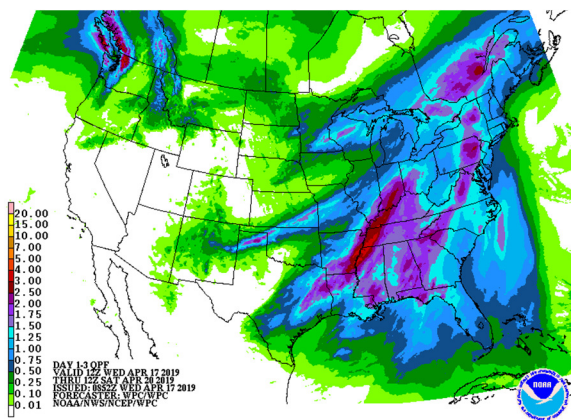 20.00
15.00
10.00
7.00
5.00
4.00
3.00
2.50
2.00
1.75
1.50
1.25
1.00
0.75
0.50
0.25
0.10
0.01
DAY 1-3 QPF
VALID 12Z WED APR 17 2019
THRU 12Z SAT APR 20 2019
ISSUED: 0852Z WED APR 17 2019
FORECASTER: WPC/WPC
NOAA/NWS/NCEP/WPC
NOAA